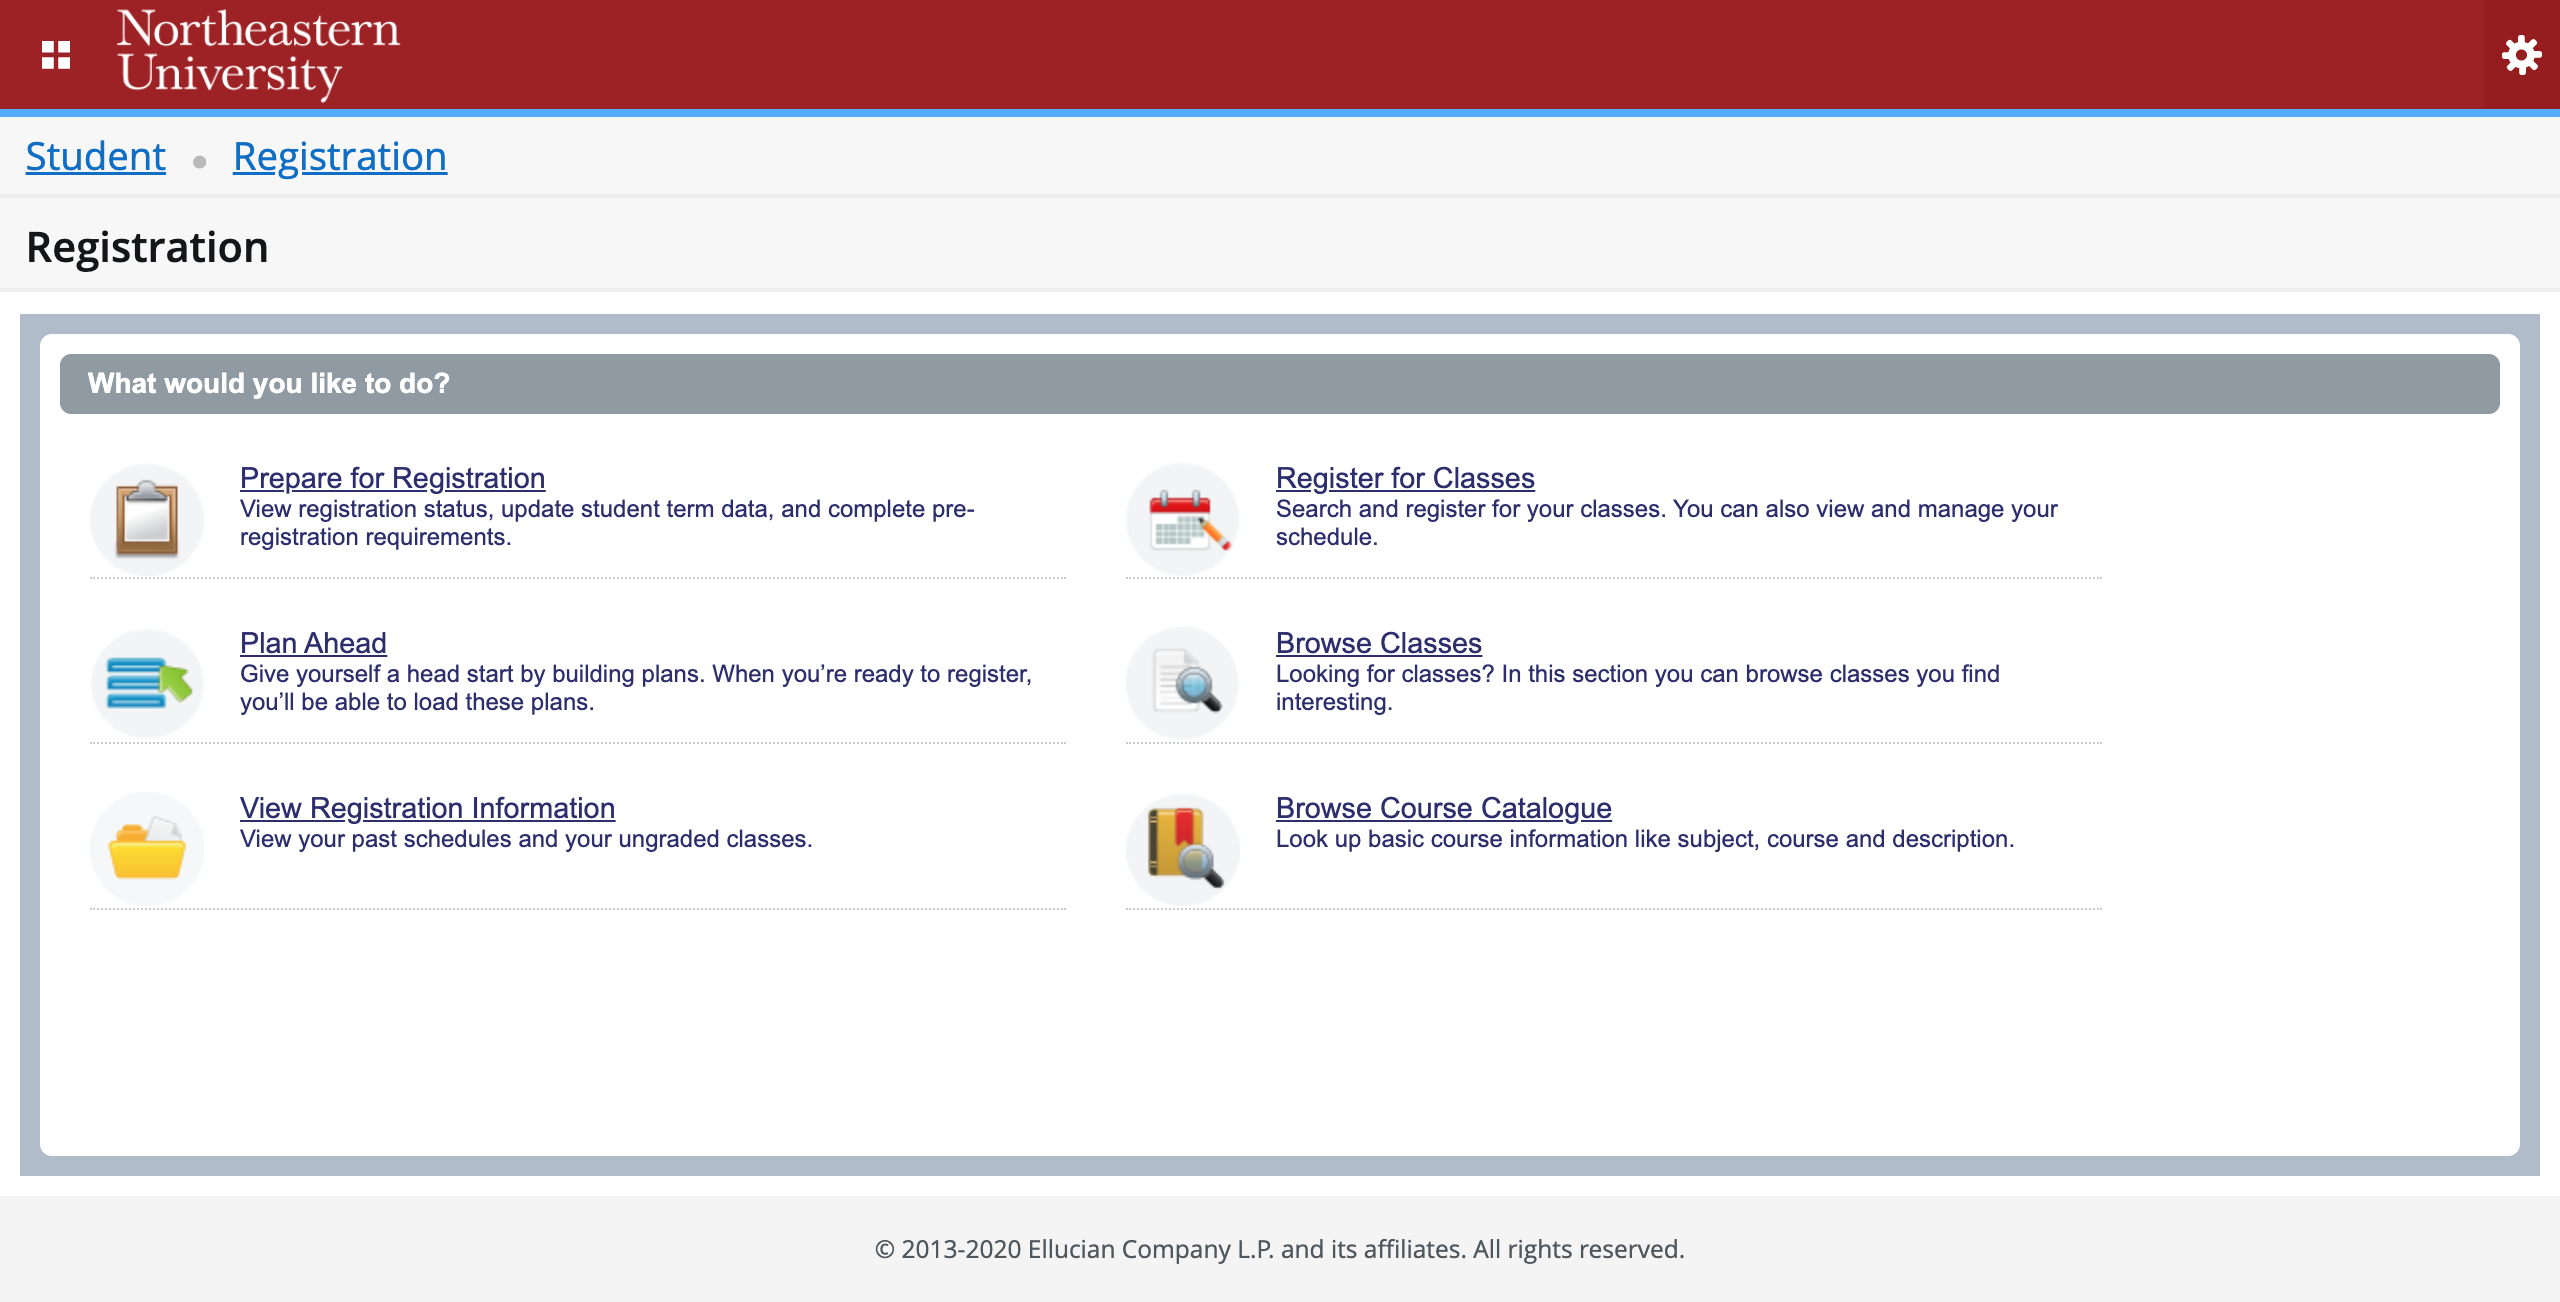 Northeastern
University
Student
Registration
Registration
What would you like to do?
Prepare for Registration
View registration status, update student term data, and complete pre-
registration requirements.
Register for Classes
Search and register for your classes. You can also view and manage your
schedule.
Plan Ahead
Give yourself a head start by building plans. When you’re ready to register,
you’ll be able to load these plans.
Browse Classes
Looking for classes? In this section you can browse classes you find
interesting.
View Registration Information
View your past schedules and your ungraded classes.
Browse Course Catalogue
Look up basic course information like subject, course and description.
© 2013-2020 Ellucian Company L.P. and its affiliates. All rights reserved.